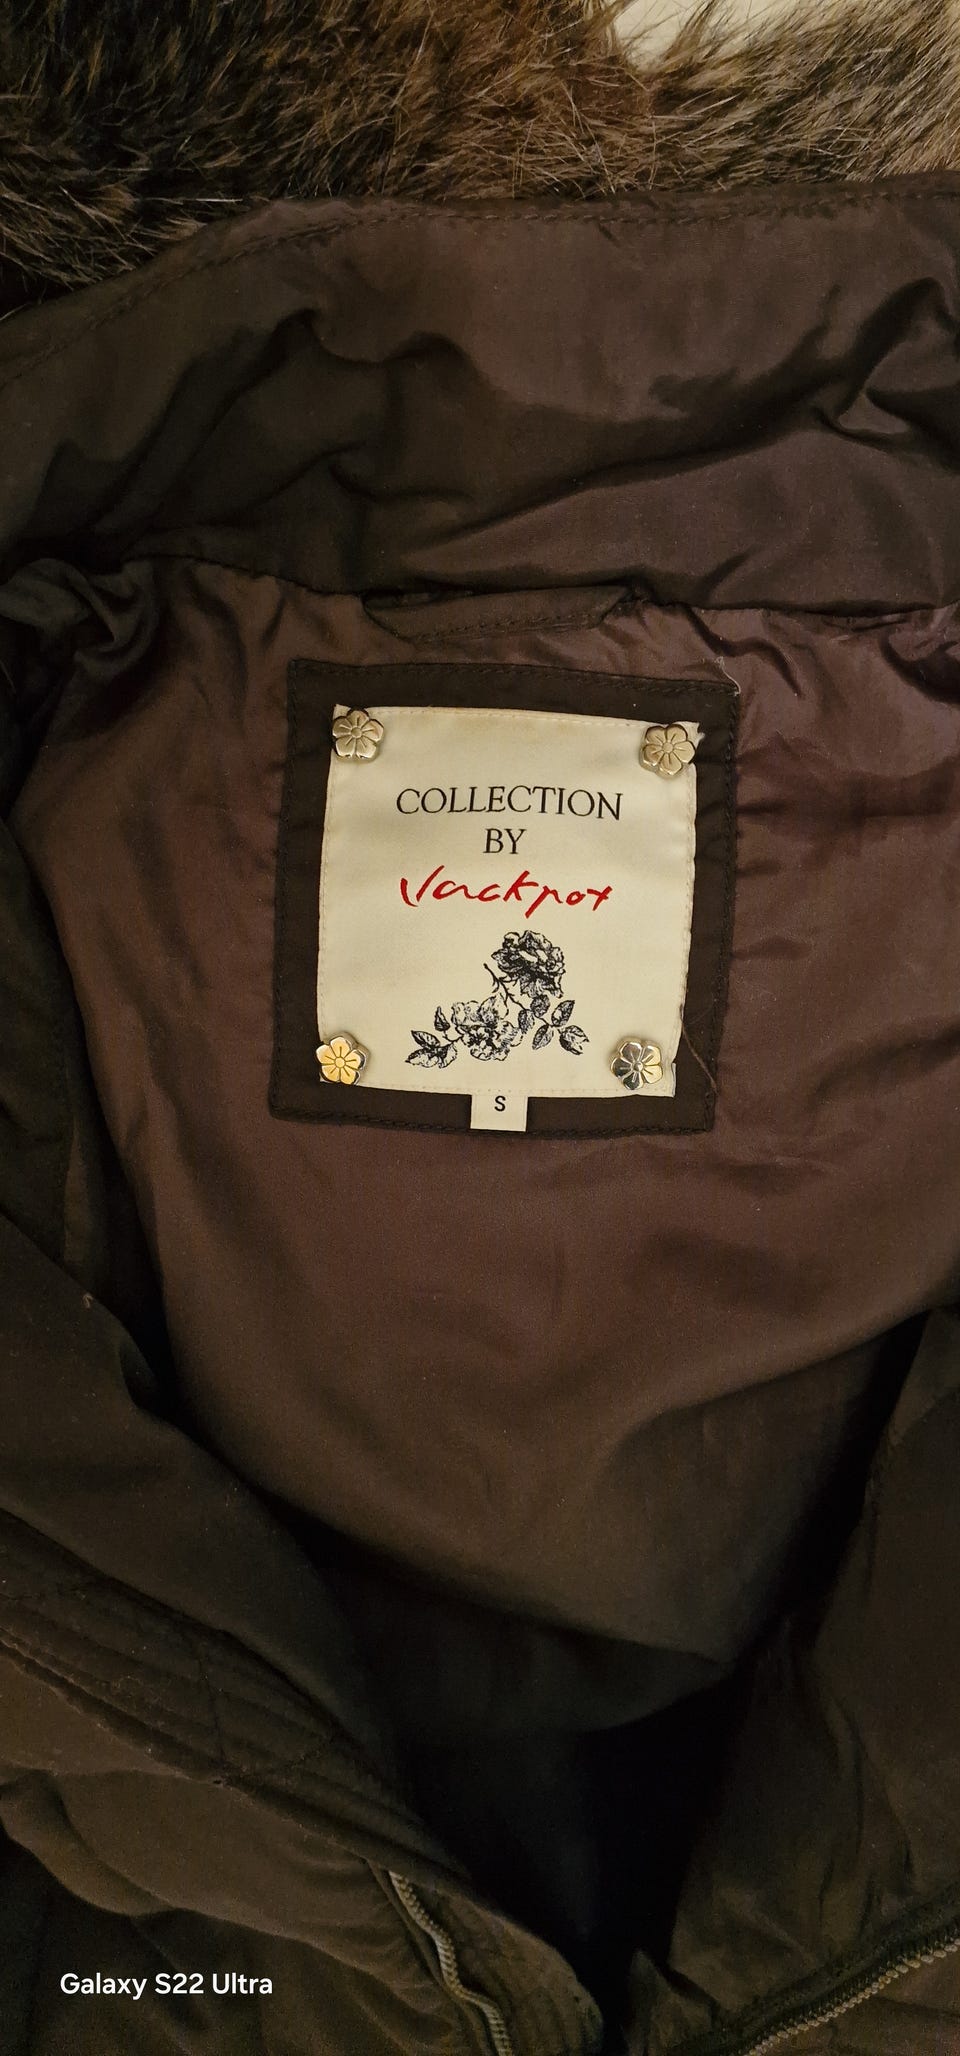 COLLECTION
BY
Jackpot
S
Galaxy S22 Ultra